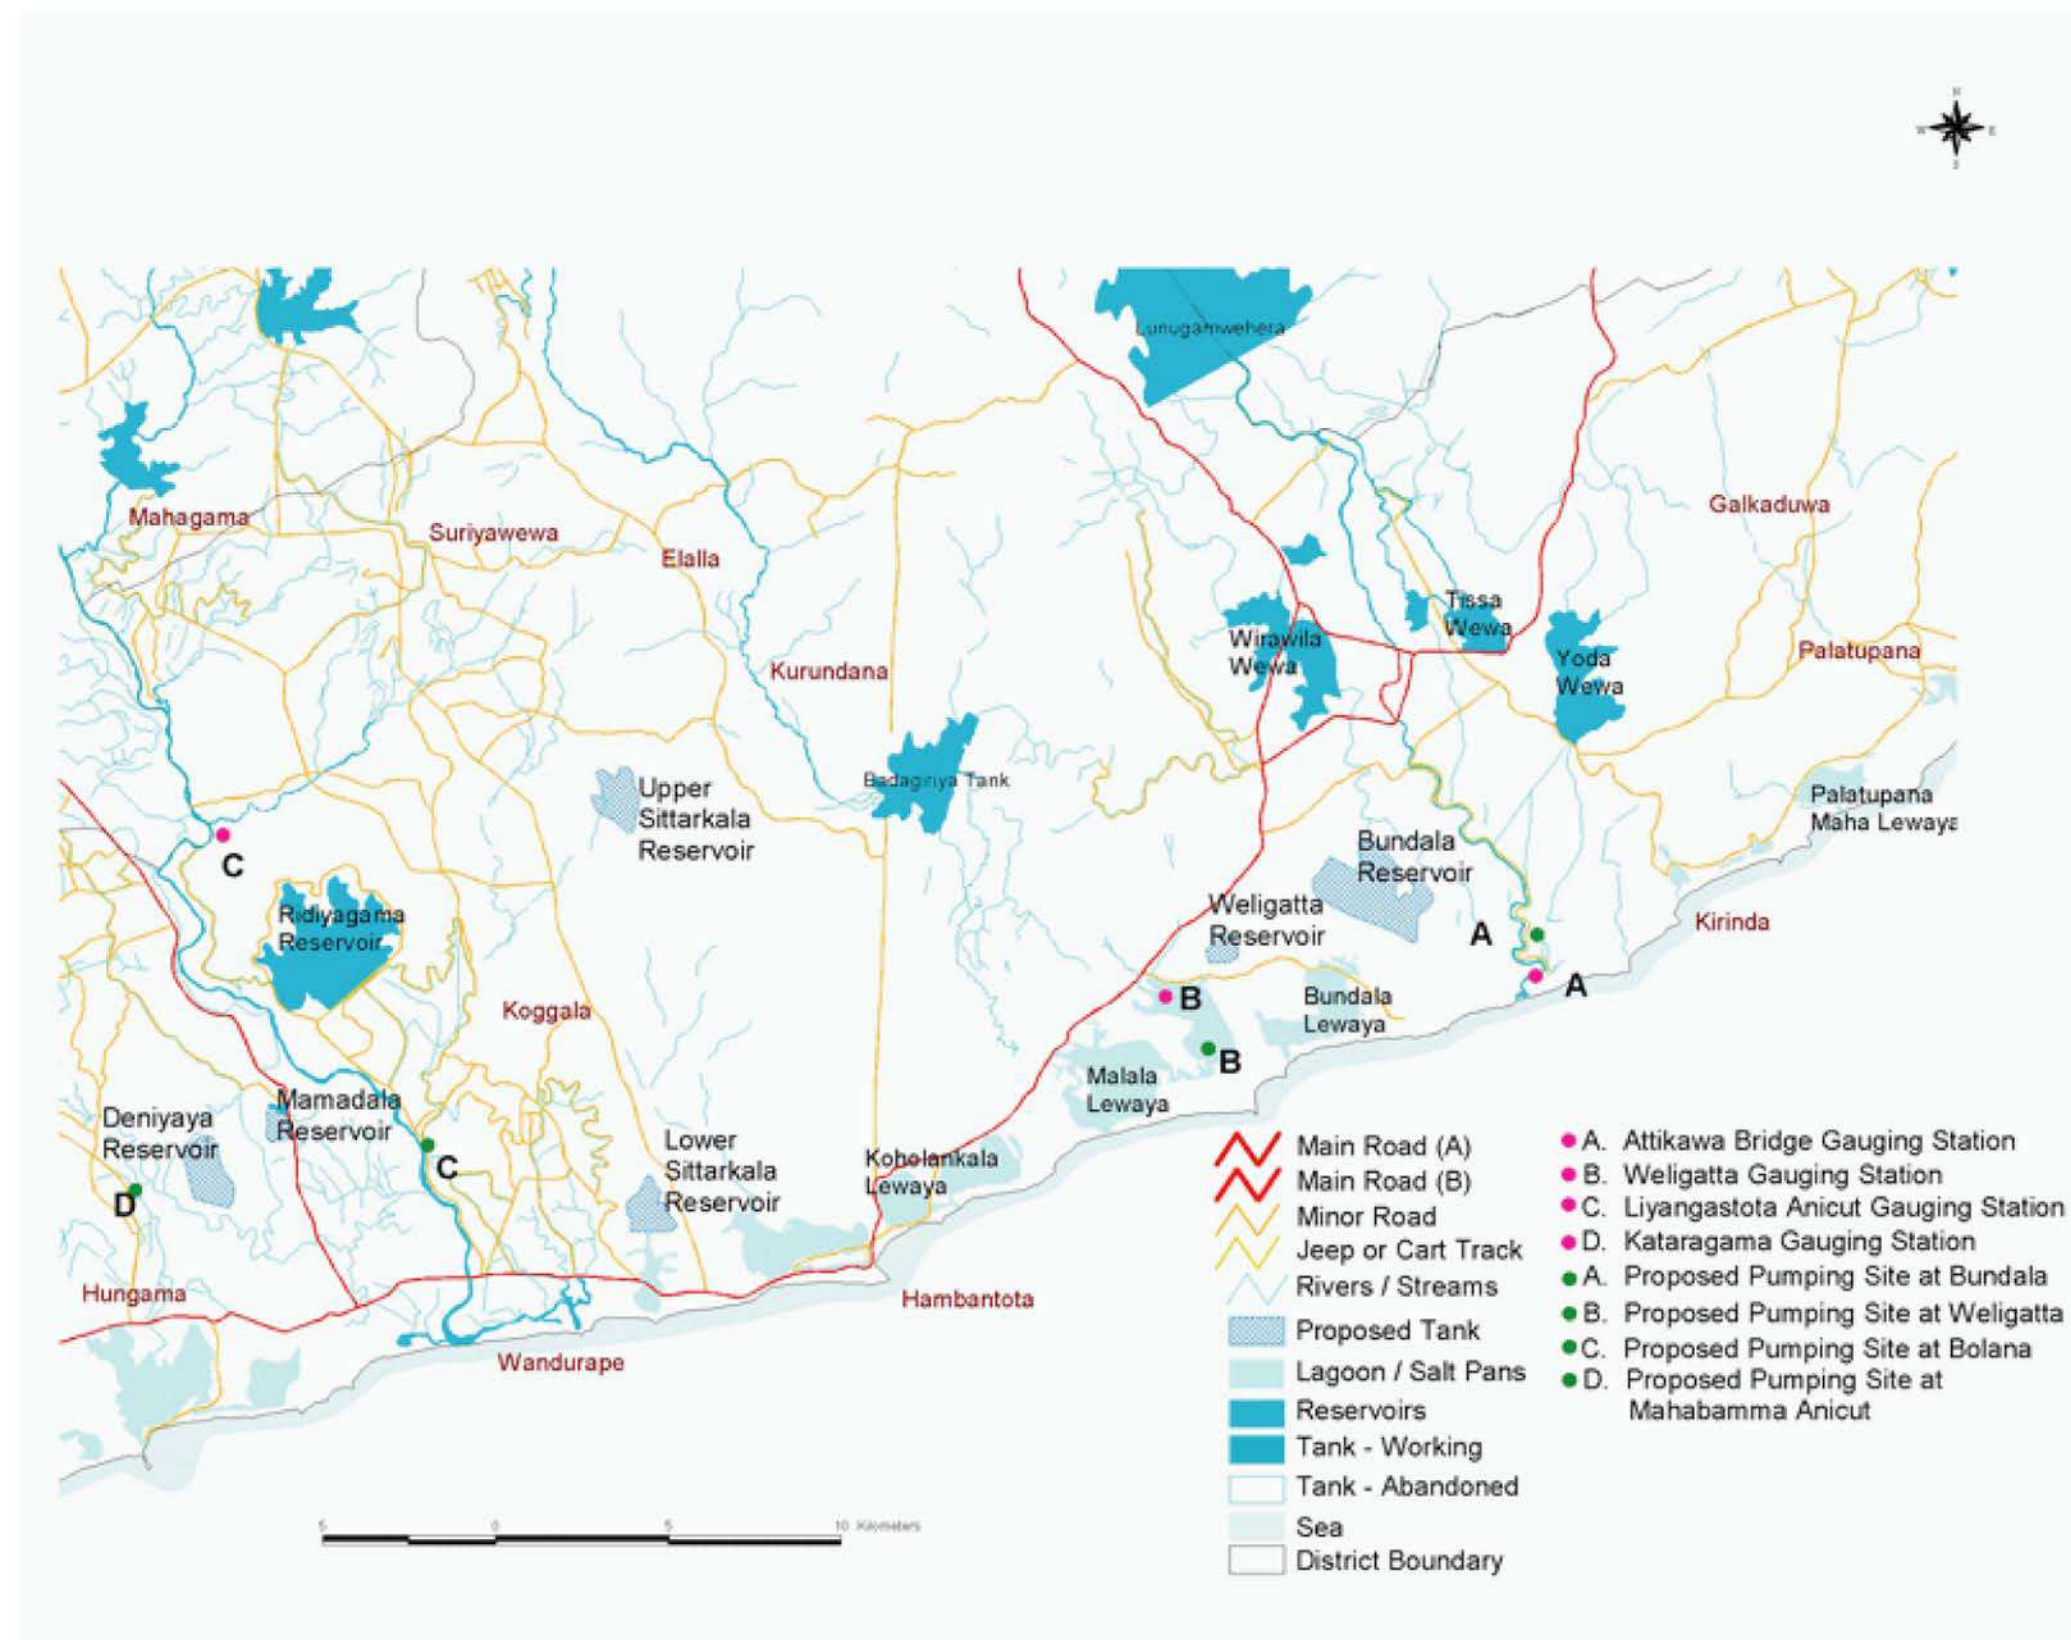 N
W E
S
Lunugamwehera
Mahagama
Suriyawewa
Elalla
Galkaduwa
Tissa
Wewa
Wirawila
Wewa
Yoda
Wewa
Palatupana
Kurundana
Badagiriya Tank
Upper
Sittarkala
Reservoir
Palatupana
Maha Lewaya
Bundala
Reservoir
C
Weligatta
Reservoir
A
Kirinda
Ridiyagama
Reservoir
A
Koggala
B
Bundala
Lewaya
B
Malala
Lewaya
Mamadala
Reservoir
Deniyaya
Reservoir
C
Lower
Sittarkala
Reservoir
Koholankala
Lewaya
D
Hungama
Hambantota
Wandurape
Main Road (A)
Main Road (B)
Minor Road
Jeep or Cart Track
Rivers / Streams
Proposed Tank
Lagoon / Salt Pans
Reservoirs
Tank - Working
Tank - Abandoned
Sea
District Boundary
A. Attikawa Bridge Gauging Station
B. Weligatta Gauging Station
C. Liyangastota Anicut Gauging Station
D. Kataragama Gauging Station
A. Proposed Pumping Site at Bundala
B. Proposed Pumping Site at Weligatta
C. Proposed Pumping Site at Bolana
D. Proposed Pumping Site at
Mahabamma Anicut
5 0 5 10 Kilometers